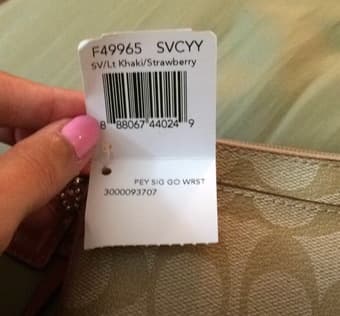 F49965 SVCYY
SV/Lt Khaki/Strawberry
8 88067 44024 9
PEY SIG GO WRST
3000093707